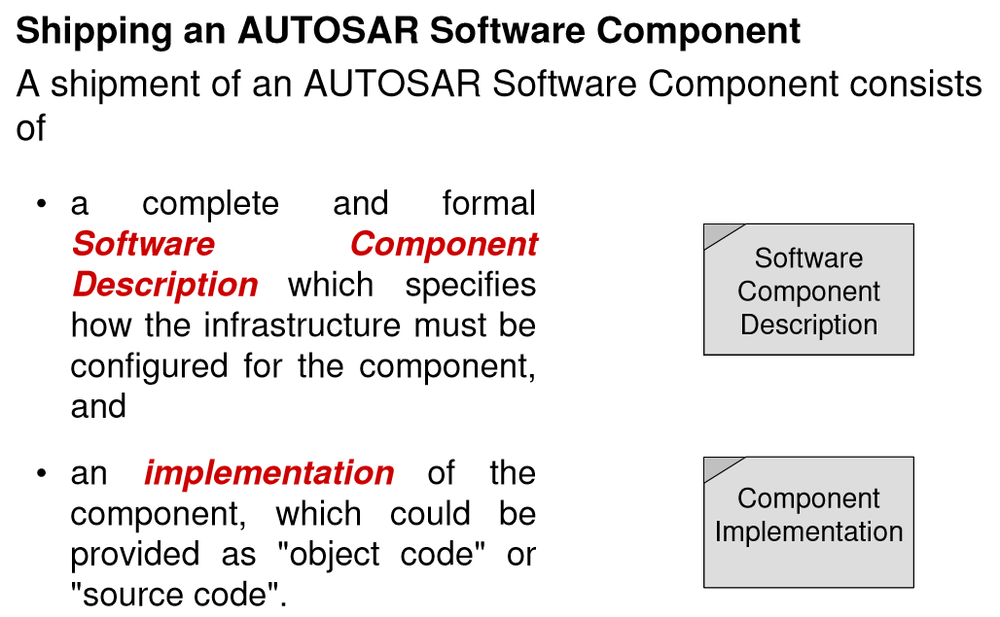 Shipping an AUTOSAR Software Component
A shipment of an AUTOSAR Software Component consists
of
• a complete and formal
Software Component
Description which specifies
how the infrastructure must be
configured for the component,
and
• an implementation of the
component, which could be
provided as "object code" or
"source code".
Software
Component
Description
Component
Implementation